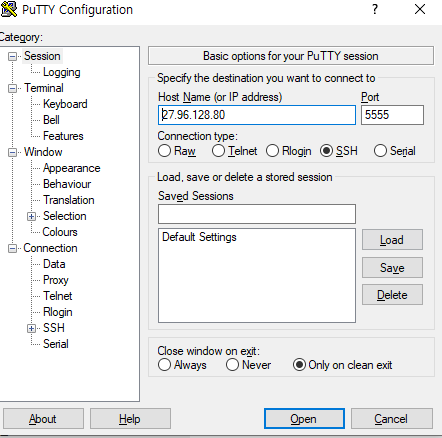 PuTTY Configuration
? ×
Category:
Session
Logging
Terminal
Keyboard
Bell
Features
Window
Appearance
Behaviour
Translation
Selection
Colours
Connection
Data
Proxy
Telnet
Rlogin
SSH
Serial
Basic options for your PuTTY session
Specify the destination you want to connect to
Host Name (or IP address) Port
27.96.128.80 5555
Connection type:
Raw Telnet Rlogin SSH Serial
Load, save or delete a stored session
Saved Sessions
Default Settings
Load
Save
Delete
Close window on exit:
Always Never Only on clean exit
About Help Open Cancel